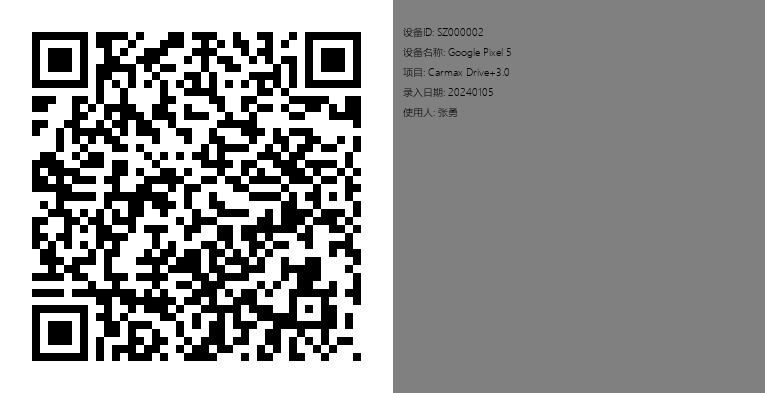 设备ID: SZ000002
设备名称: Google Pixel 5
项目: Carmax Drive+3.0
录入日期: 20240105
使用人: 张勇